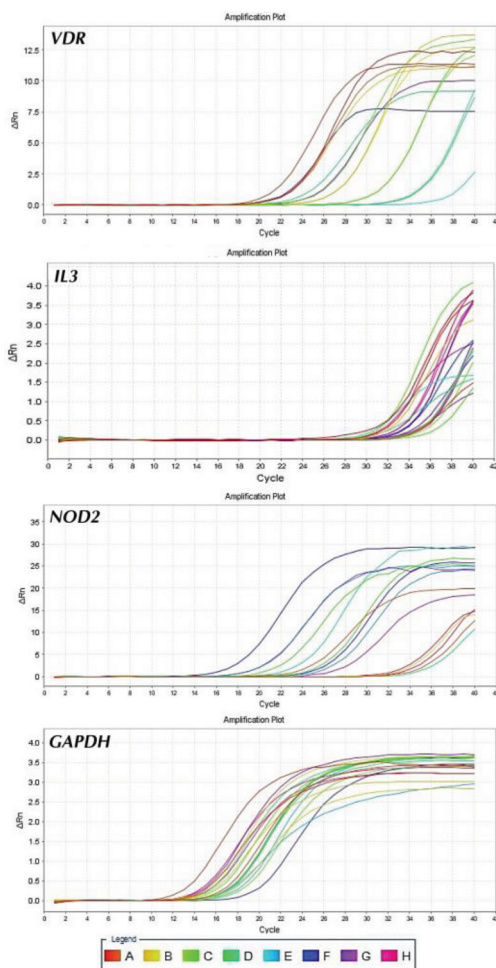 Amplification Plot
VDR
12.5
10.0
7.5
5.0
2.5
0.0
ΔRn
0 2 4 6 8 10 12 14 16 18 20 22 24 26 28 30 32 34 36 38 40 42
Cycle
Amplification Plot
IL3
4.0
3.5
3.0
2.5
2.0
1.5
1.0
0.5
0.0
ΔRn
0 2 4 6 8 10 12 14 16 18 20 22 24 26 28 30 32 34 36 38 40 42
Cycle
Amplification Plot
NOD2
35
30
25
20
15
10
5
0
ΔRn
0 2 4 6 8 10 12 14 16 18 20 22 24 26 28 30 32 34 36 38 40
Cycle
Amplification Plot
GAPDH
4.0
3.5
3.0
2.5
2.0
1.5
1.0
0.5
0.0
ΔRn
0 2 4 6 8 10 12 14 16 18 20 22 24 26 28 30 32 34 36 38 40
Cycle
Legend
A B C D E F G H